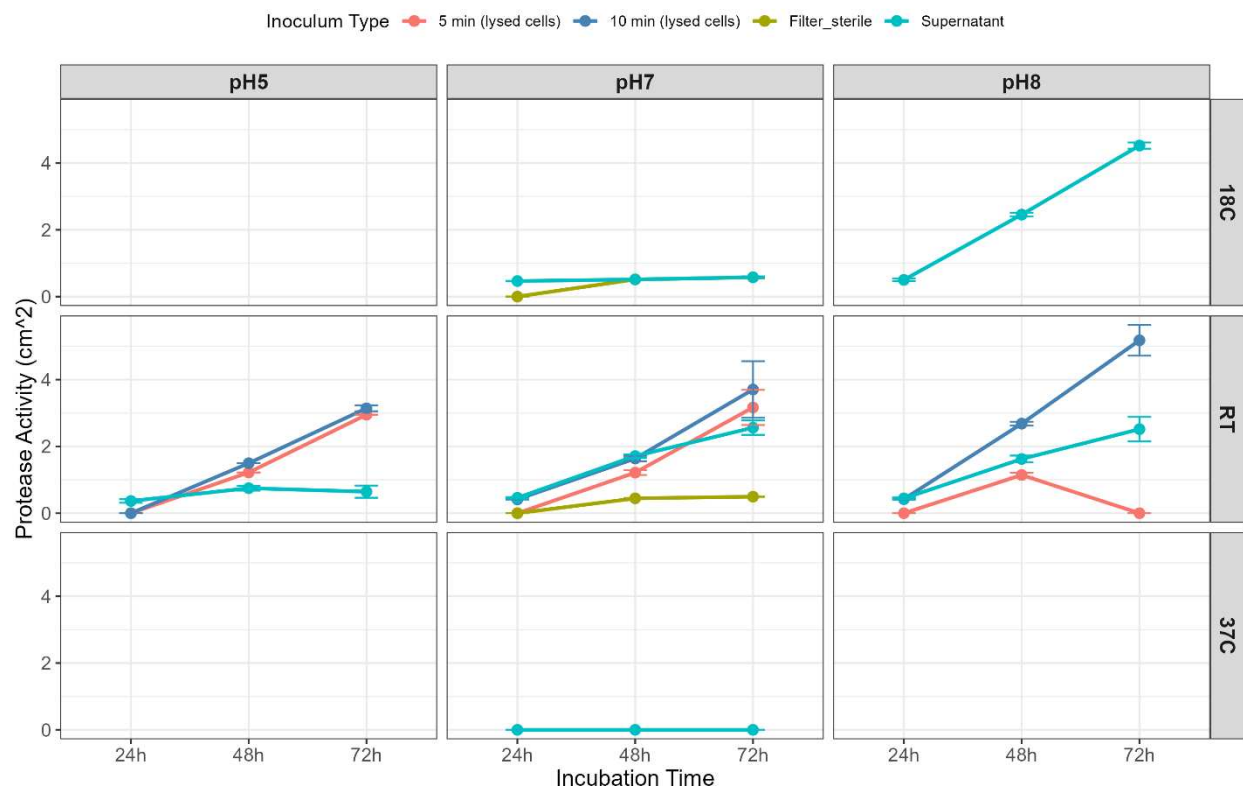 Inoculum Type 5 min (lysed cells) 10 min (lysed cells) Filter_sterile Supernatant
pH5 pH7 pH8
18C
RT
37C
Protease Activity (cm^2)
4
2
0
4
2
0
4
2
0
24h 48h 72h 24h 48h 72h 24h 48h 72h
Incubation Time